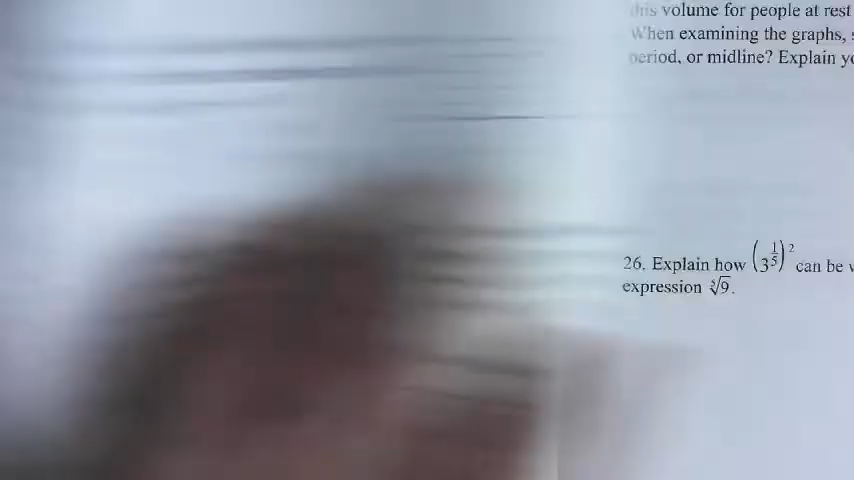 this volume for people at rest
When examining the graphs,
period, or midline? Explain
26. Explain how (3^{1/5})^2 can be
expression ⁵√9.